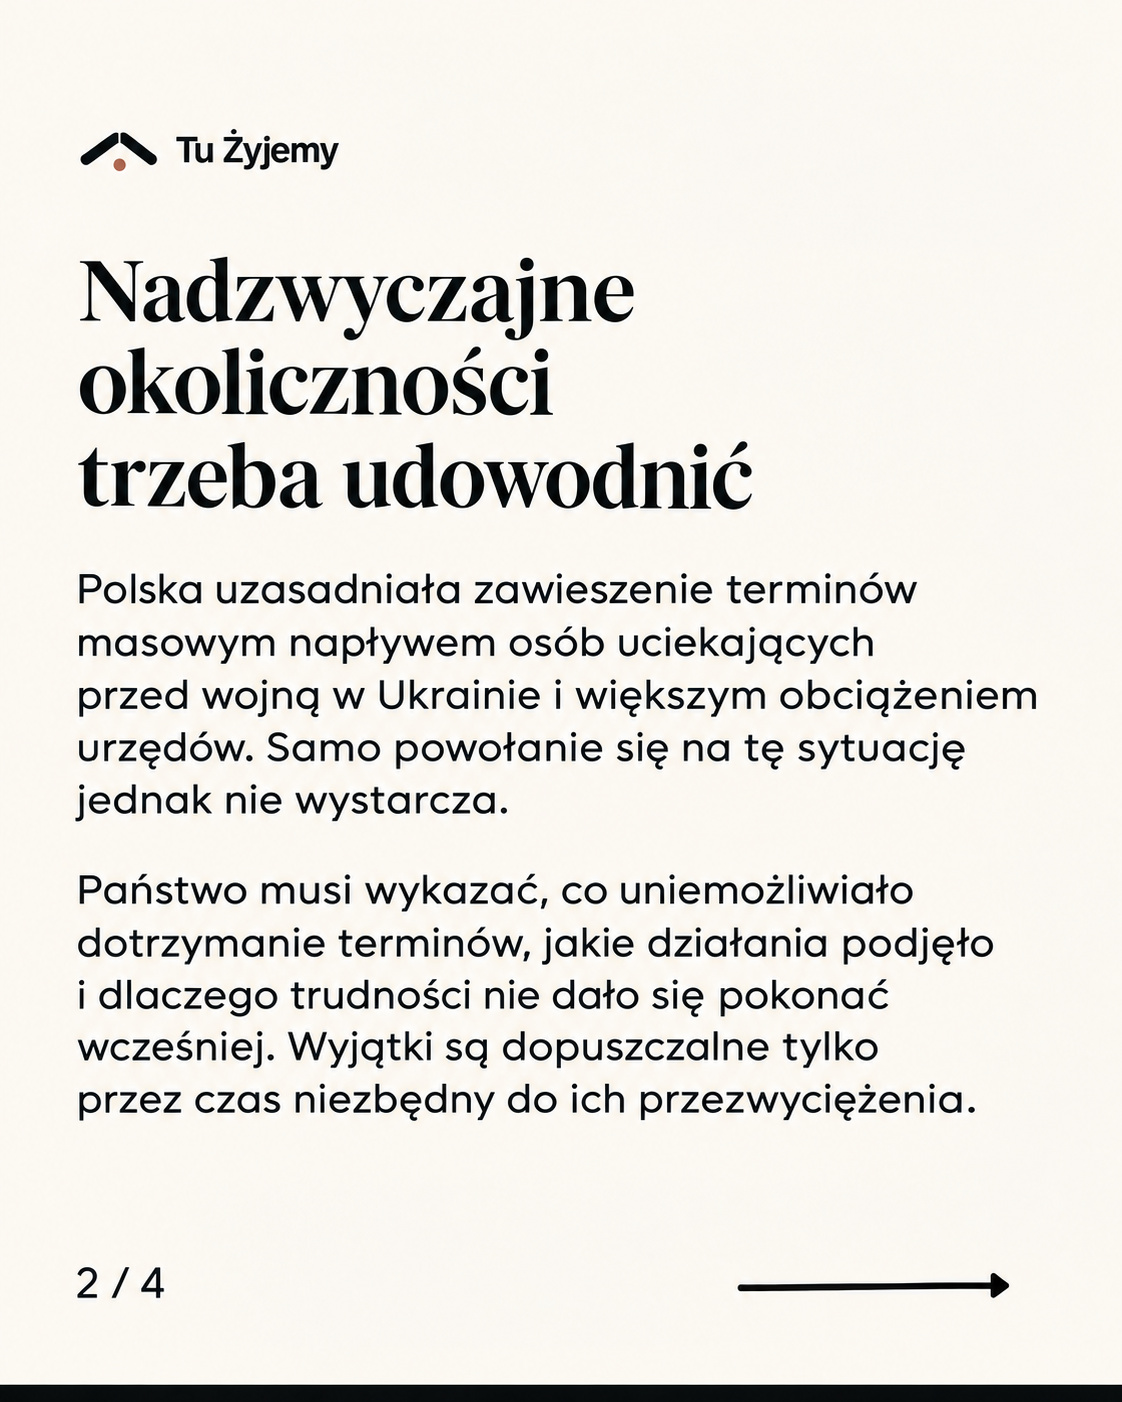 Tu Żyjemy
Nadzwyczajne
okoliczności
trzeba udowodnić
Polska uzasadniała zawieszenie terminów
masowym napływem osób uciekających
przed wojną w Ukrainie i większym obciążeniem
urzędów. Samo powołanie się na tę sytuację
jednak nie wystarcza.
Państwo musi wykazać, co uniemożliwiało
dotrzymanie terminów, jakie działania podjęło
i dlaczego trudności nie dało się pokonać
wcześniej. Wyjątki są dopuszczalne tylko
przez czas niezbędny do ich przezwyciężenia.
2 / 4